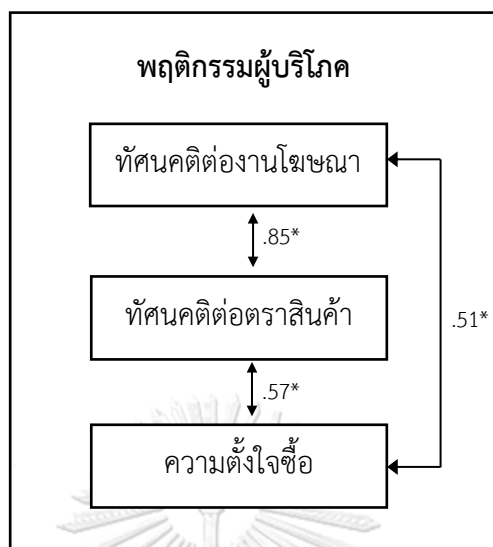 พฤติกรรมผู้บริโภค
ทัศนคติต่องานโฆษณา
.85*
ทัศนคติต่อตราสินค้า
.51*
.57*
ความตั้งใจซื้อ